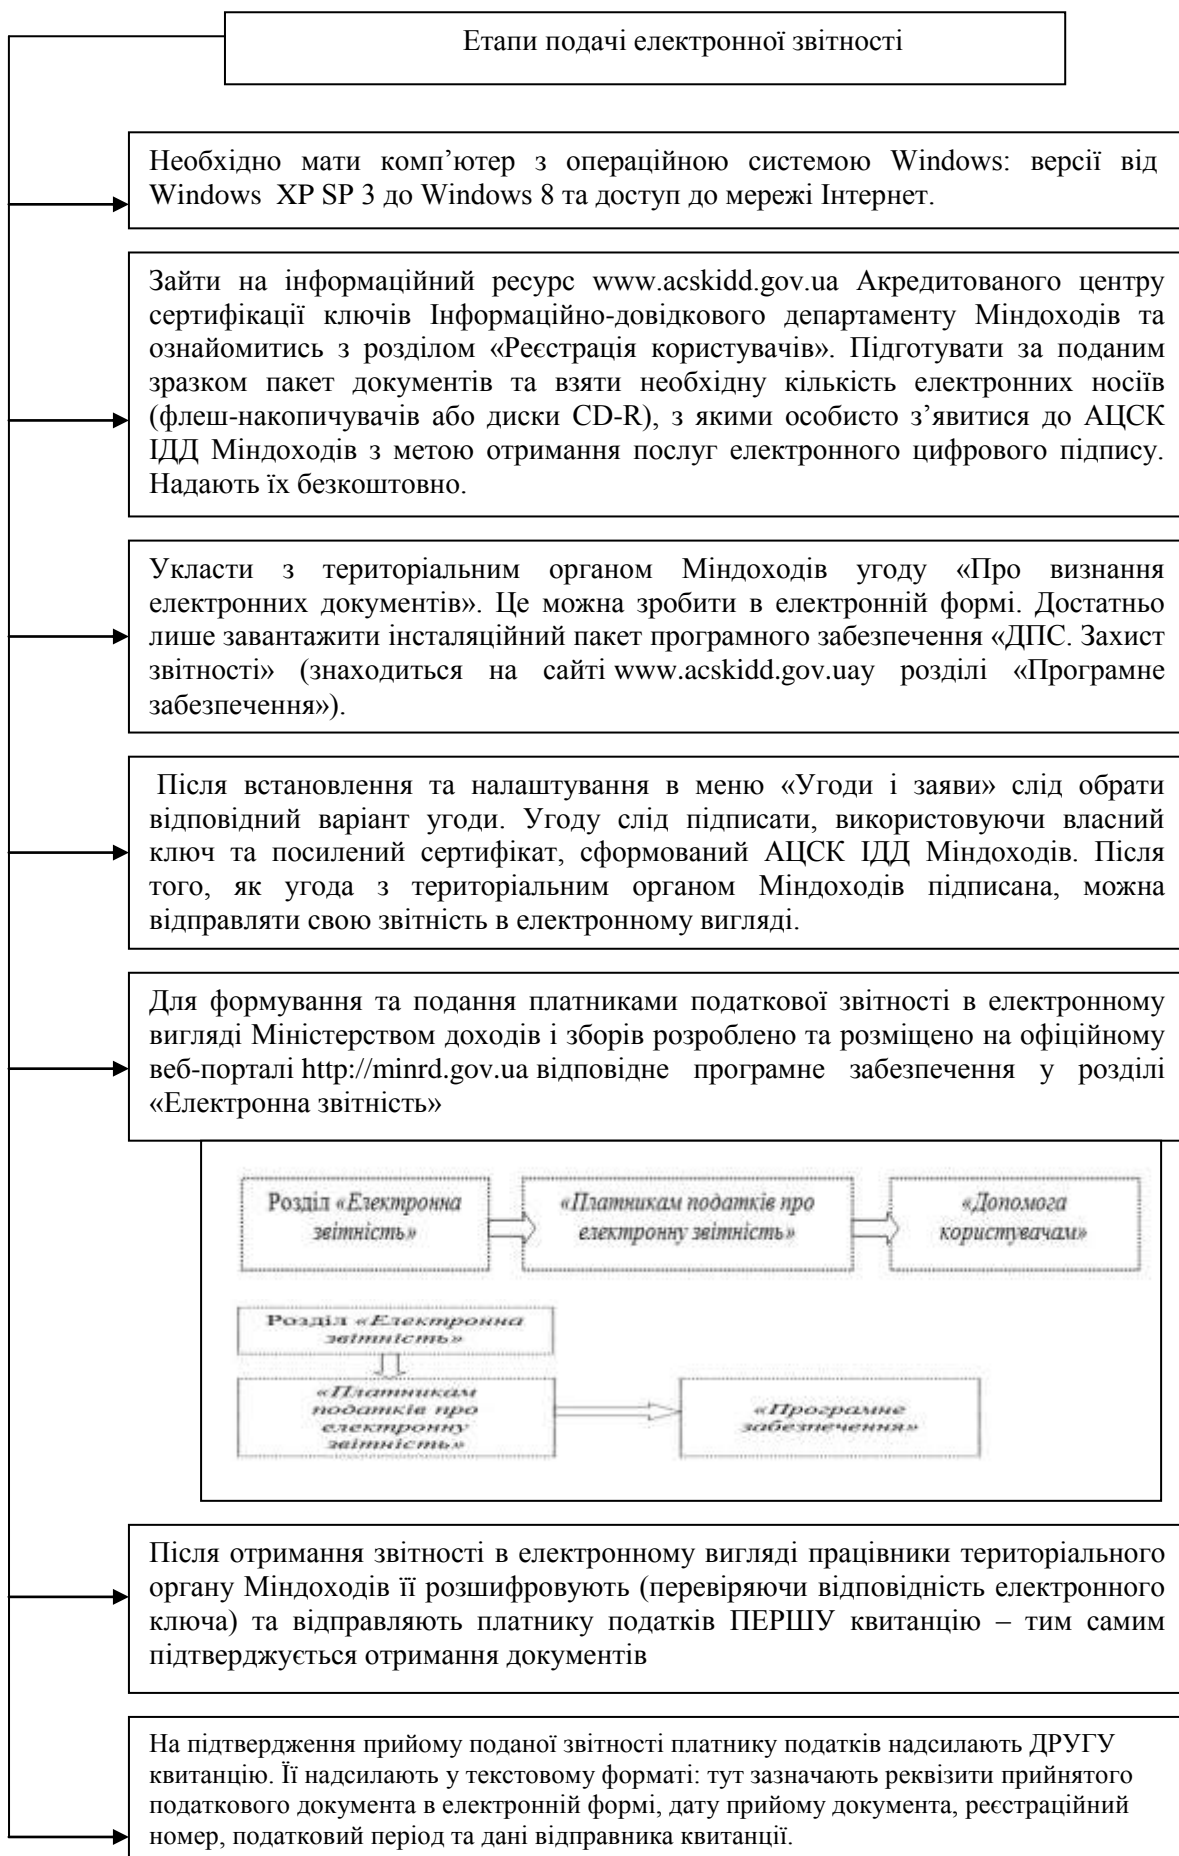 Етапи подачі електронної звітності
Необхідно мати комп’ютер з операційною системою Windows: версії від
Windows XP SP 3 до Windows 8 та доступ до мережі Інтернет.
Зайти на інформаційний ресурс www.acskidd.gov.ua Акредитованого центру
сертифікації ключів Інформаційно-довідкового департаменту Міндоходів та
ознайомитись з розділом «Реєстрація користувачів». Підготувати за поданим
зразком пакет документів та взяти необхідну кількість електронних носіїв
(флеш-накопичувачів або диски CD-R), з якими особисто з’явитися до АЦСК
ІДД Міндоходів з метою отримання послуг електронного цифрового підпису.
Надають їх безкоштовно.
Укласти з територіальним органом Міндоходів угоду «Про визнання
електронних документів». Це можна зробити в електронній формі. Достатньо
лише завантажити інсталяційний пакет програмного забезпечення «ДПС. Захист
звітності» (знаходиться на сайті www.acskidd.gov.uaу розділі «Програмне
забезпечення»).
Після встановлення та налаштування в меню «Угоди і заяви» слід обрати
відповідний варіант угоди. Угоду слід підписати, використовуючи власний
ключ та посилений сертифікат, сформований АЦСК ІДД Міндоходів. Після
того, як угода з територіальним органом Міндоходів підписана, можна
відправляти свою звітність в електронному вигляді.
Для формування та подання платниками податкової звітності в електронному
вигляді Міністерством доходів і зборів розроблено та розміщено на офіційному
веб-порталі http://minrd.gov.ua відповідне програмне забезпечення у розділі
«Електронна звітність»
Розділ «Електронна
звітність»
«Платникам податків про
електронну звітність»
«Допомога
користувачам»
Розділ «Електронна
звітність»
«Платникам
податків про
електронну
звітність»
«Програмне
забезпечення»
Після отримання звітності в електронному вигляді працівники територіального
органу Міндоходів її розшифровують (перевіряючи відповідність електронного
ключа) та відправляють платнику податків ПЕРШУ квитанцію – тим самим
підтверджується отримання документів
На підтвердження прийому поданої звітності платнику податків надсилають ДРУГУ
квитанцію. Її надсилають у текстовому форматі: тут зазначають реквізити прийнятого
податкового документа в електронній формі, дату прийому документа, реєстраційний
номер, податковий період та дані відправника квитанції.